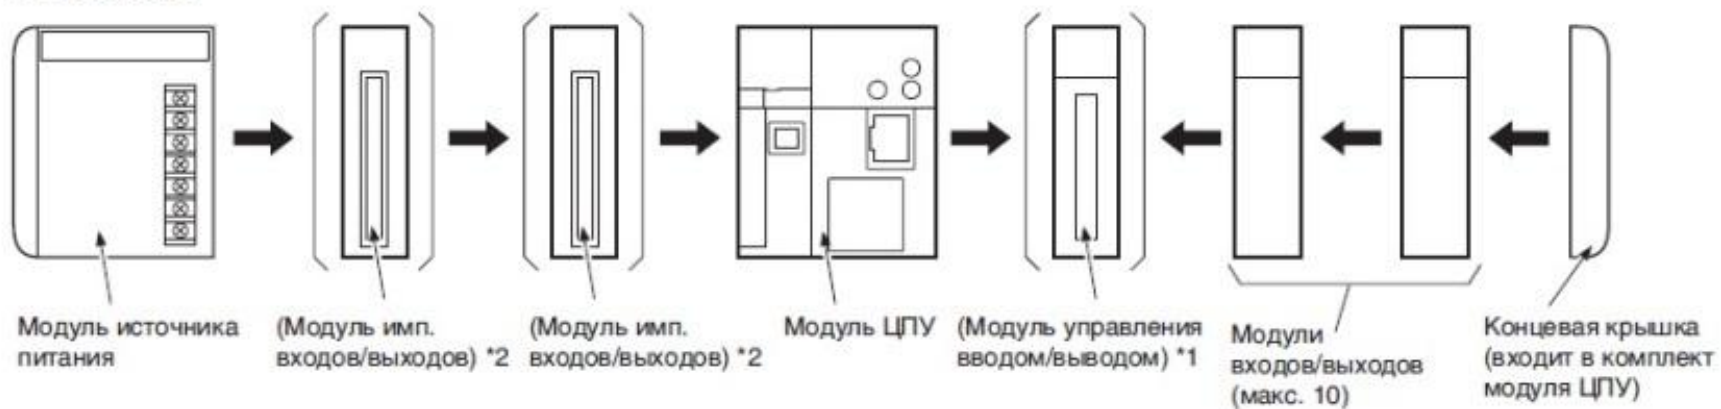 Модуль источника
питания
(Модуль имп.
входов/выходов) *2
(Модуль имп.
входов/выходов) *2
Модуль ЦПУ
(Модуль управления
вводом/выводом) *1
Модули
входов/выходов
(макс. 10)
Концевая крышка
(входит в комплект
модуля ЦПУ)